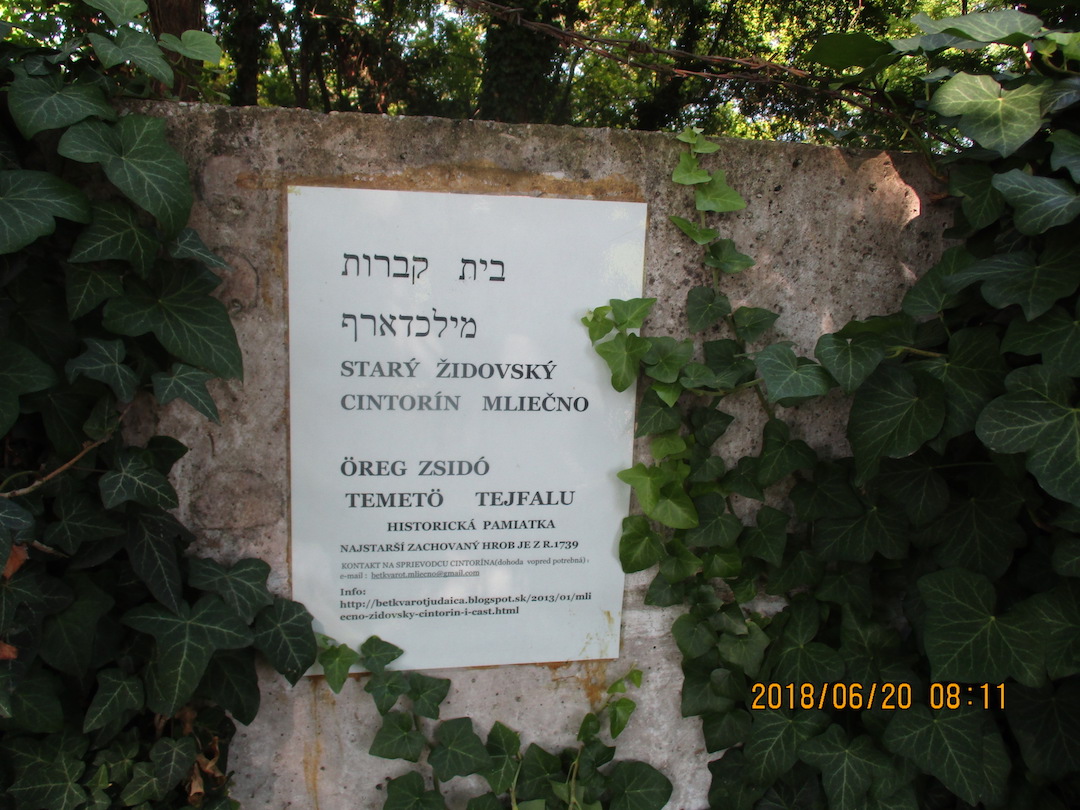 בית קברות
מילכדארף
STARÝ ŽIDOVSKÝ
CINTORÍN MLIEČNO
ÖREG ZSIDÓ
TEMETÖ TEJFALU
HISTORICKÁ PAMIATKA
NAJSTARŠÍ ZACHOVANÝ HROB JE Z R.1739
KONTAKT NA SPRIEVODCU CINTORÍNA(dohoda vopred potrebná) :
e-mail : betkvarot.mliecno@gmail.com
Info:
http://betkvarotjudaica.blogspot.sk/2013/01/mli
ecno-zidovsky-cintorin-i-cast.html
2018/06/20 08:11